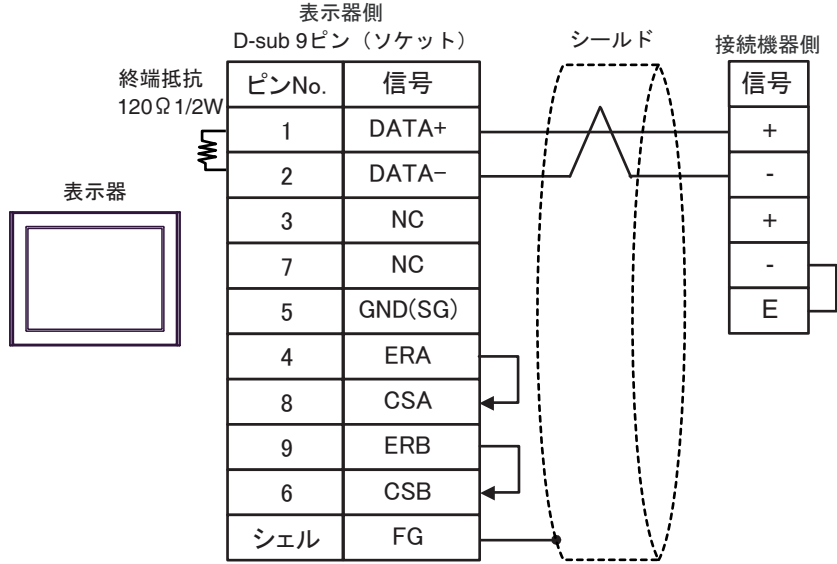 表示器側
D-sub 9ピン（ソケット）
シールド
接続機器側
終端抵抗
120Ω1/2W
ピンNo. 信号
信号
1 DATA+
+
2 DATA-
-
表示器
3 NC
+
7 NC
-
5 GND(SG)
E
4 ERA
8 CSA
9 ERB
6 CSB
シェル FG